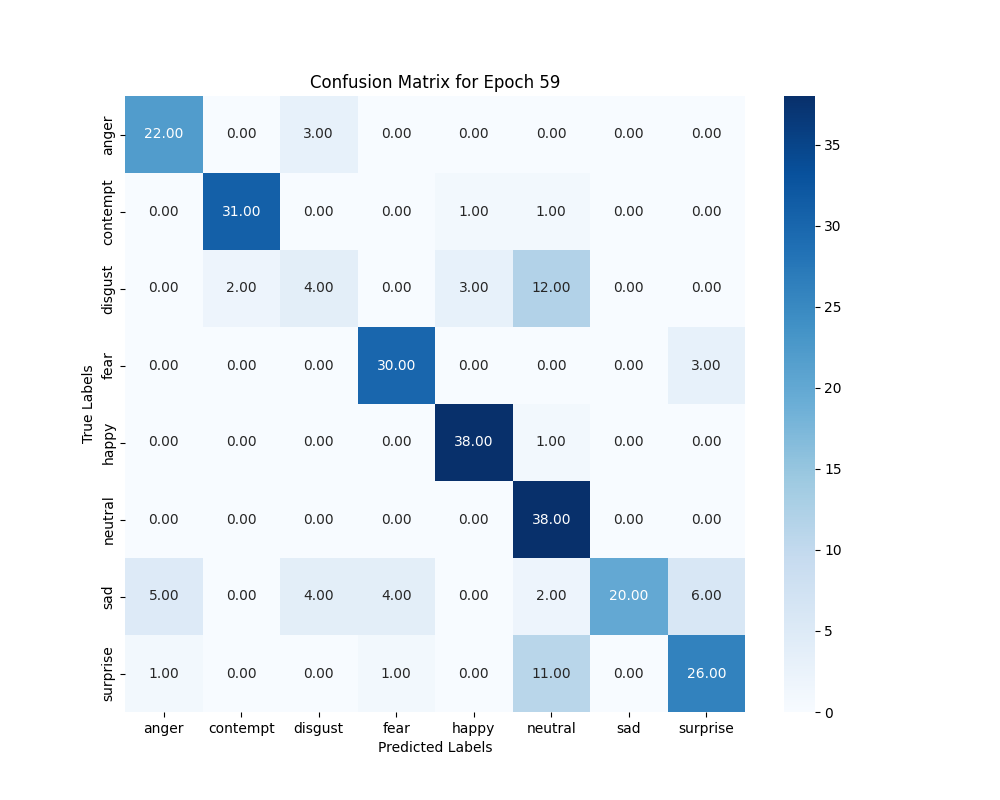 Confusion Matrix for Epoch 59
anger 22.00 0.00 3.00 0.00 0.00 0.00 0.00 0.00
contempt 0.00 31.00 0.00 0.00 1.00 1.00 0.00 0.00
disgust 0.00 2.00 4.00 0.00 3.00 12.00 0.00 0.00
fear 0.00 0.00 0.00 30.00 0.00 0.00 0.00 3.00
happy 0.00 0.00 0.00 0.00 38.00 1.00 0.00 0.00
neutral 0.00 0.00 0.00 0.00 0.00 38.00 0.00 0.00
sad 5.00 0.00 4.00 4.00 0.00 2.00 20.00 6.00
surprise 1.00 0.00 0.00 1.00 0.00 11.00 0.00 26.00
anger contempt disgust fear happy neutral sad surprise
Predicted Labels
True Labels
35
30
25
20
15
10
5
0